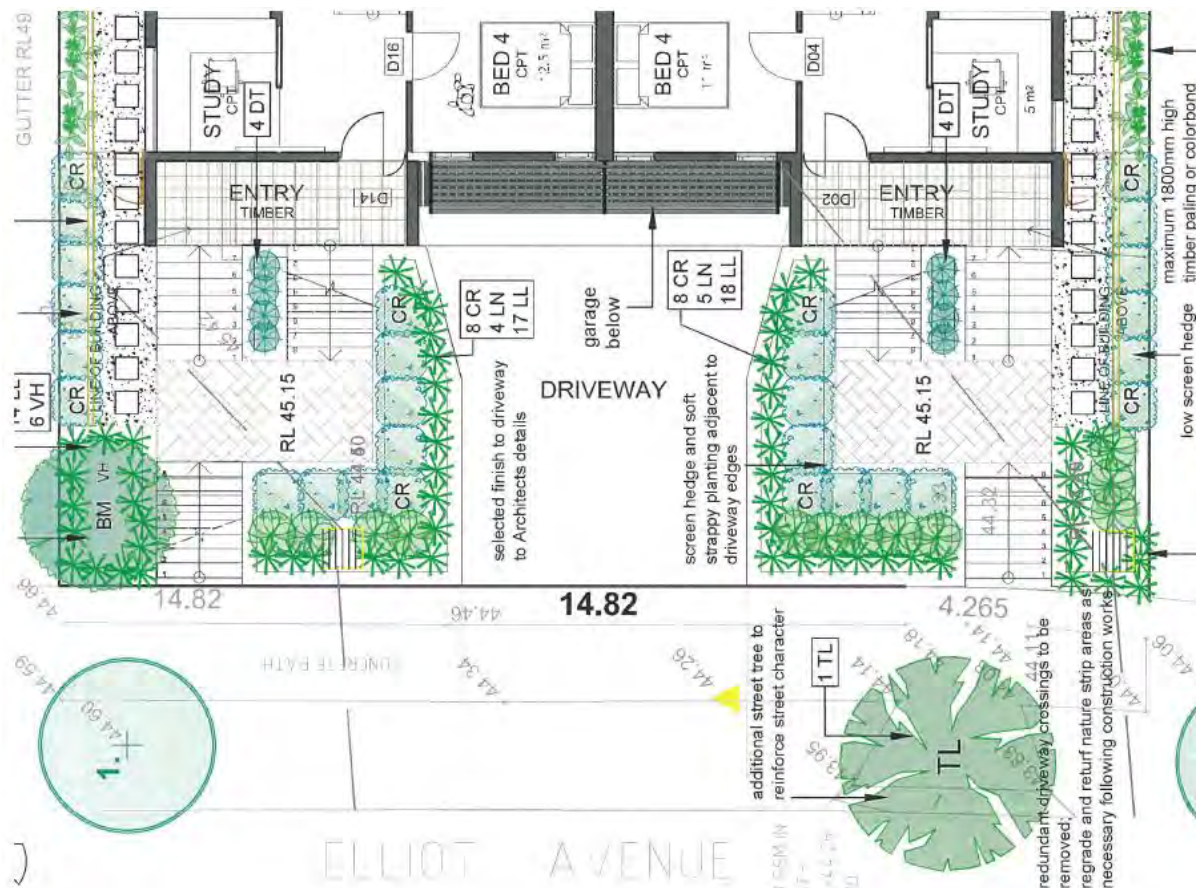 GUTTER RL49
STUDY
CPT
4 DT
D16
BED 4
CPT
BED 4
CPT
D04
4 DT
STUDY
CPT
5 m²
CR
ENTRY
TIMBER
D14
D02
ENTRY
TIMBER
CR
maximum 1800mm high
timber paling or colorbond
low screen hedge
LINE OF BUILDING
ABOVE
CR
6 VH
CR
8 CR
4 LN
17 LL
garage
below
8 CR
5 LN
18 LL
CR
LINE OF BUILDING
ABOVE
CR
RL 45.15
DRIVEWAY
RL 45.15
BM
VH
CR
selected finish to driveway
to Architects details
screen hedge and soft
strappy planting adjacent to
driveway edges
CR
44.32
44.66
14.82
44.46
14.82
4.265
44.59
44.34
44.26
44.14
44.18
44.14
44.11
44.06
44.60
1.
additional street tree to
reinforce street character
1 TL
TL
43.95
redundant driveway crossings to be
removed;
regrade and returf nature strip areas as
necessary following construction works
ELLIOT AVENUE